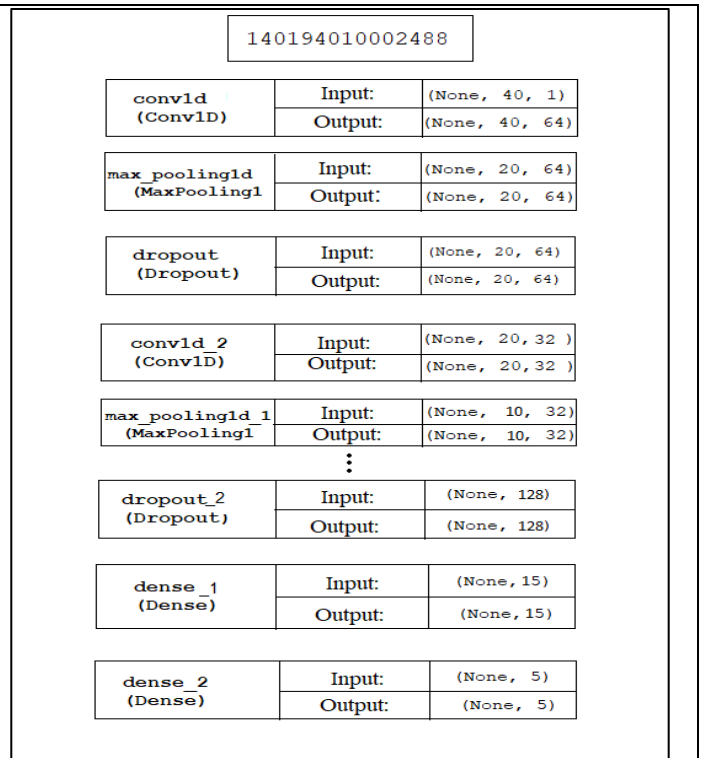 140194010002488
conv1d Input: (None, 40, 1)
(Conv1D) Output: (None, 40, 64)
max_pooling1d Input: (None, 20, 64)
(MaxPooling1 Output: (None, 20, 64)
dropout Input: (None, 20, 64)
(Dropout) Output: (None, 20, 64)
conv1d_2 Input: (None, 20,32 )
(Conv1D) Output: (None, 20,32 )
max_pooling1d_1 Input: (None, 10, 32)
(MaxPooling1 Output: (None, 10, 32)
dropout_2 Input: (None, 128)
(Dropout) Output: (None, 128)
dense_1 Input: (None,15)
(Dense) Output: (None,15)
dense_2 Input: (None, 5)
(Dense) Output: (None, 5)